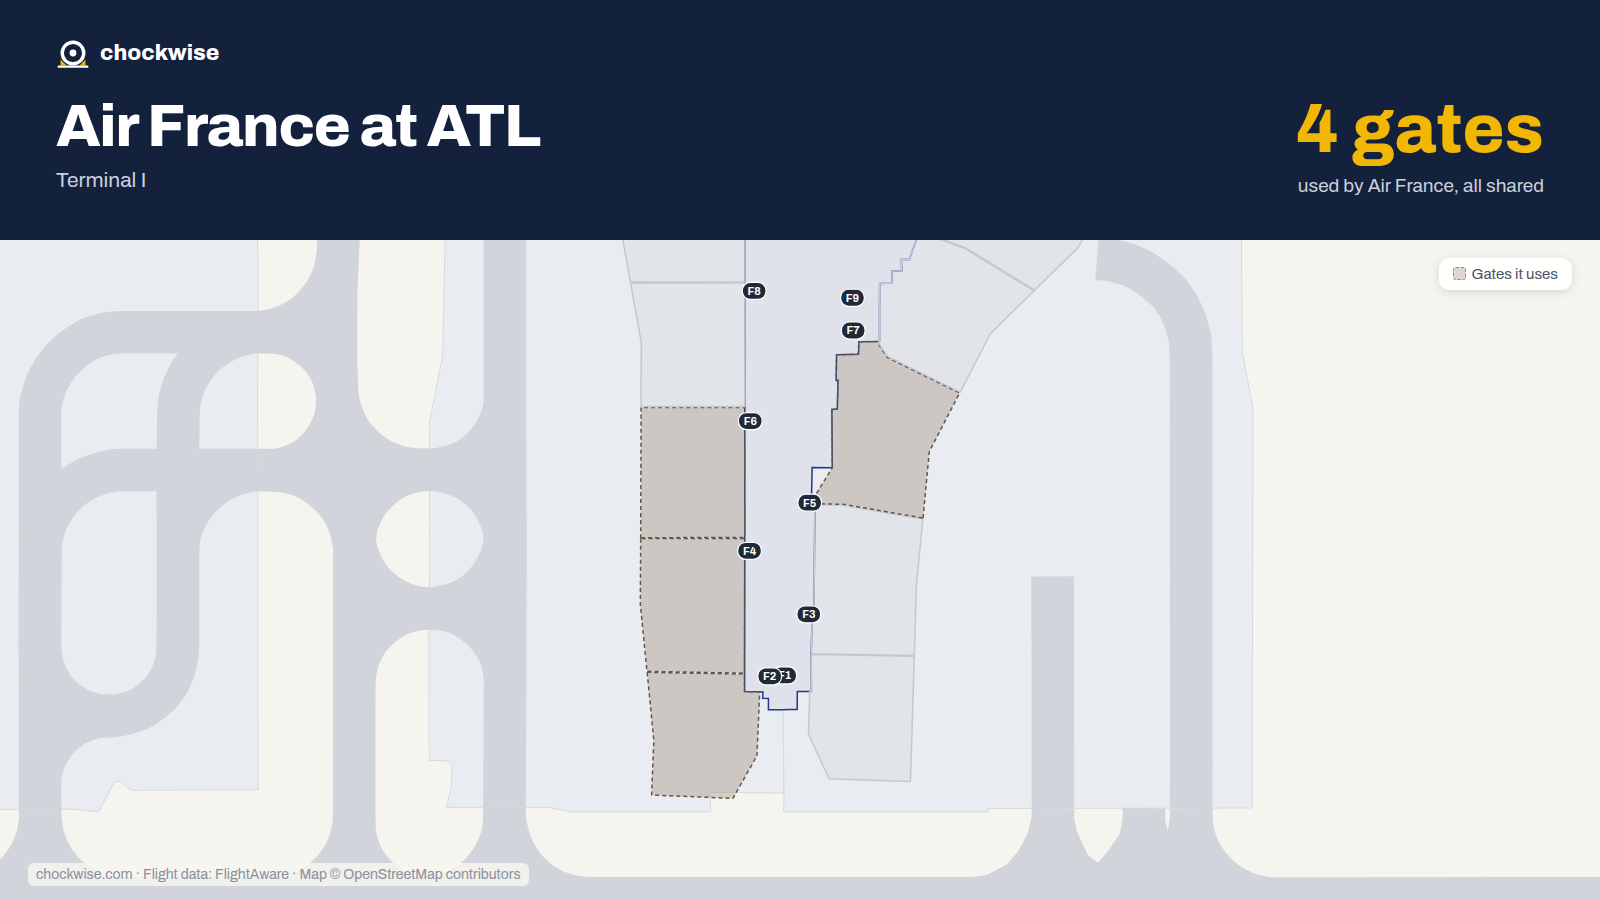 chockwise
Air France at ATL
Terminal I
4 gates
used by Air France, all shared
Gates it uses
F8
F9
F7
F6
F5
F4
F3
F2
F1
chockwise.com · Flight data: FlightAware · Map © OpenStreetMap contributors